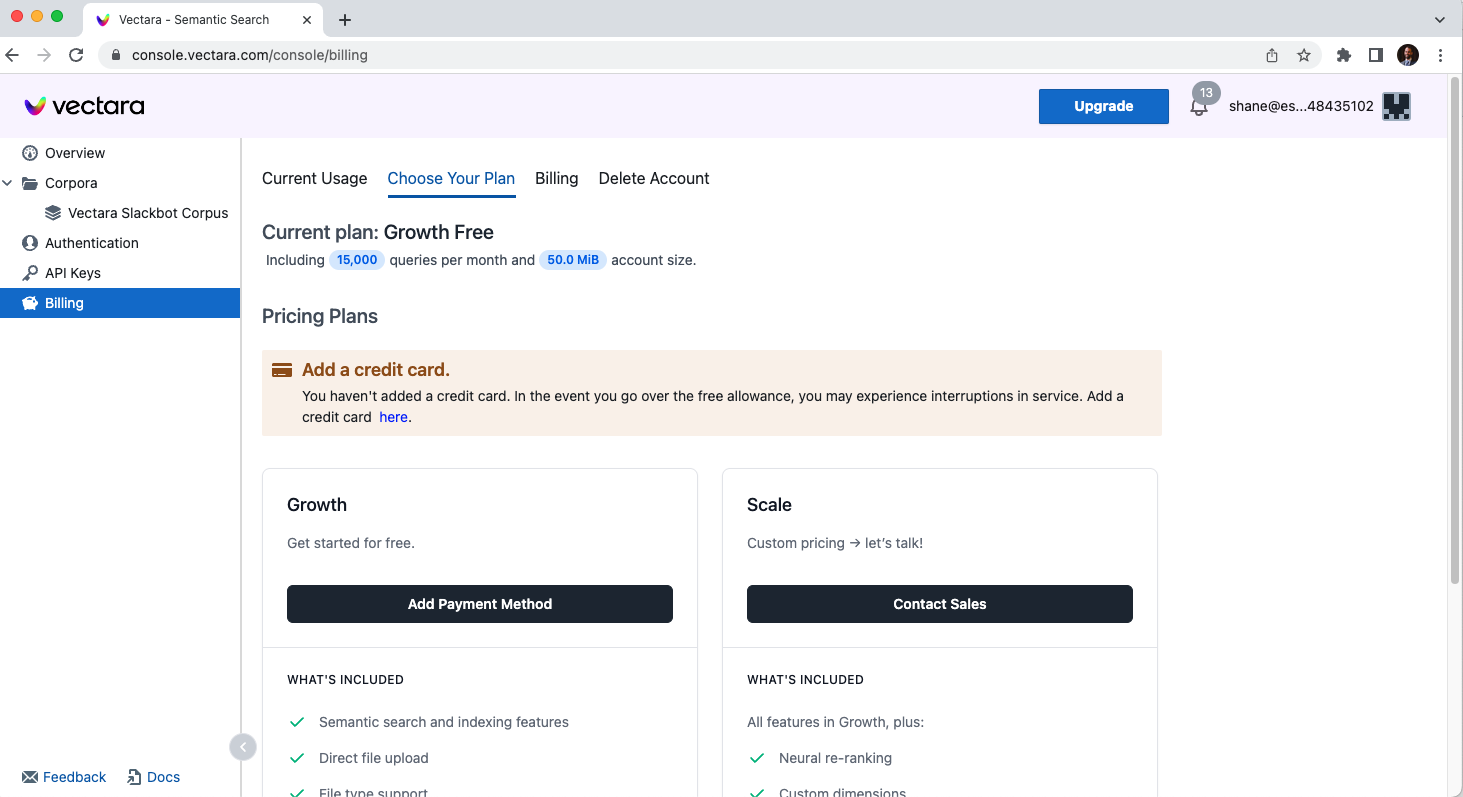 Vectara - Semantic Search
console.vectara.com/console/billing
vectara
Upgrade
13
shane@es...48435102
Overview
Corpora
Vectara Slackbot Corpus
Authentication
API Keys
Billing
Feedback
Docs
Current Usage
Choose Your Plan
Billing
Delete Account
Current plan: Growth Free
Including 15,000 queries per month and 50.0 MiB account size.
Pricing Plans
Add a credit card.
You haven't added a credit card. In the event you go over the free allowance, you may experience interruptions in service. Add a
credit card here.
Growth
Get started for free.
Add Payment Method
WHAT'S INCLUDED
Semantic search and indexing features
Direct file upload
File type support
Scale
Custom pricing → let's talk!
Contact Sales
WHAT'S INCLUDED
All features in Growth, plus:
Neural re-ranking
Custom dimensions